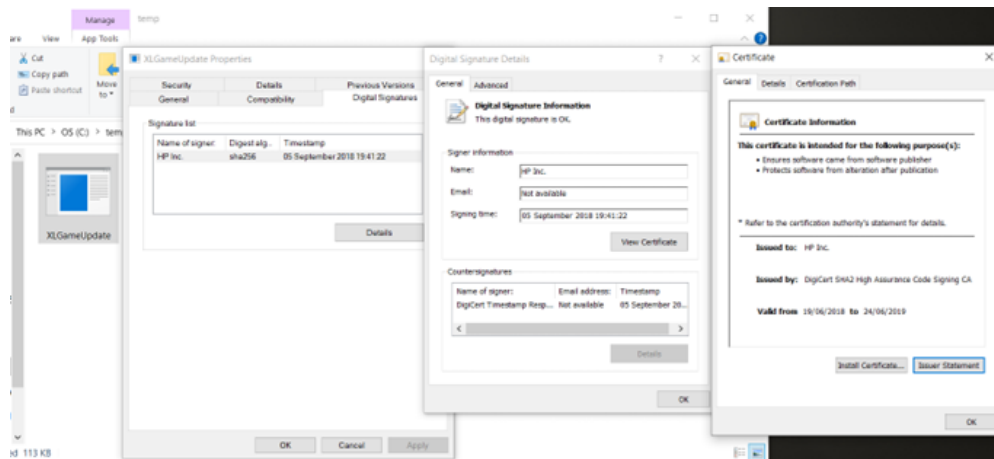 Manage
temp
View
App Tools
Cut
Copy path
Paste shortcut
Move
to
This PC > OS (C:) > tem
XLGameUpdate
113 KB
XLGameUpdate Properties
Security
Details
Previous Versions
General
Compatibility
Digital Signatures
Signature list
Name of signer:
Digest alg..
Timestamp
HP Inc.
sha256
05 September 2018 19:41:22
Details
OK
Cancel
Apply
Digital Signature Details
?
General
Advanced
Digital Signature Information
This digital signature is OK.
Signer information
Name:
HP Inc.
Email:
Not available
Signing time:
05 September 2018 19:41:22
View Certificate
Countersignatures
Name of signer:
Email address:
Timestamp
DigiCert Timestamp Resp...
Not available
05 September 20...
Details
OK
Certificate
General
Details
Certification Path
Certificate Information
This certificate is intended for the following purpose(s):
• Ensures software came from software publisher
• Protects software from alteration after publication
* Refer to the certification authority's statement for details.
Issued to: HP Inc.
Issued by: DigiCert SHA2 High Assurance Code Signing CA
Valid from 19/06/2018 to 24/06/2019
Install Certificate...
Issuer Statement
OK